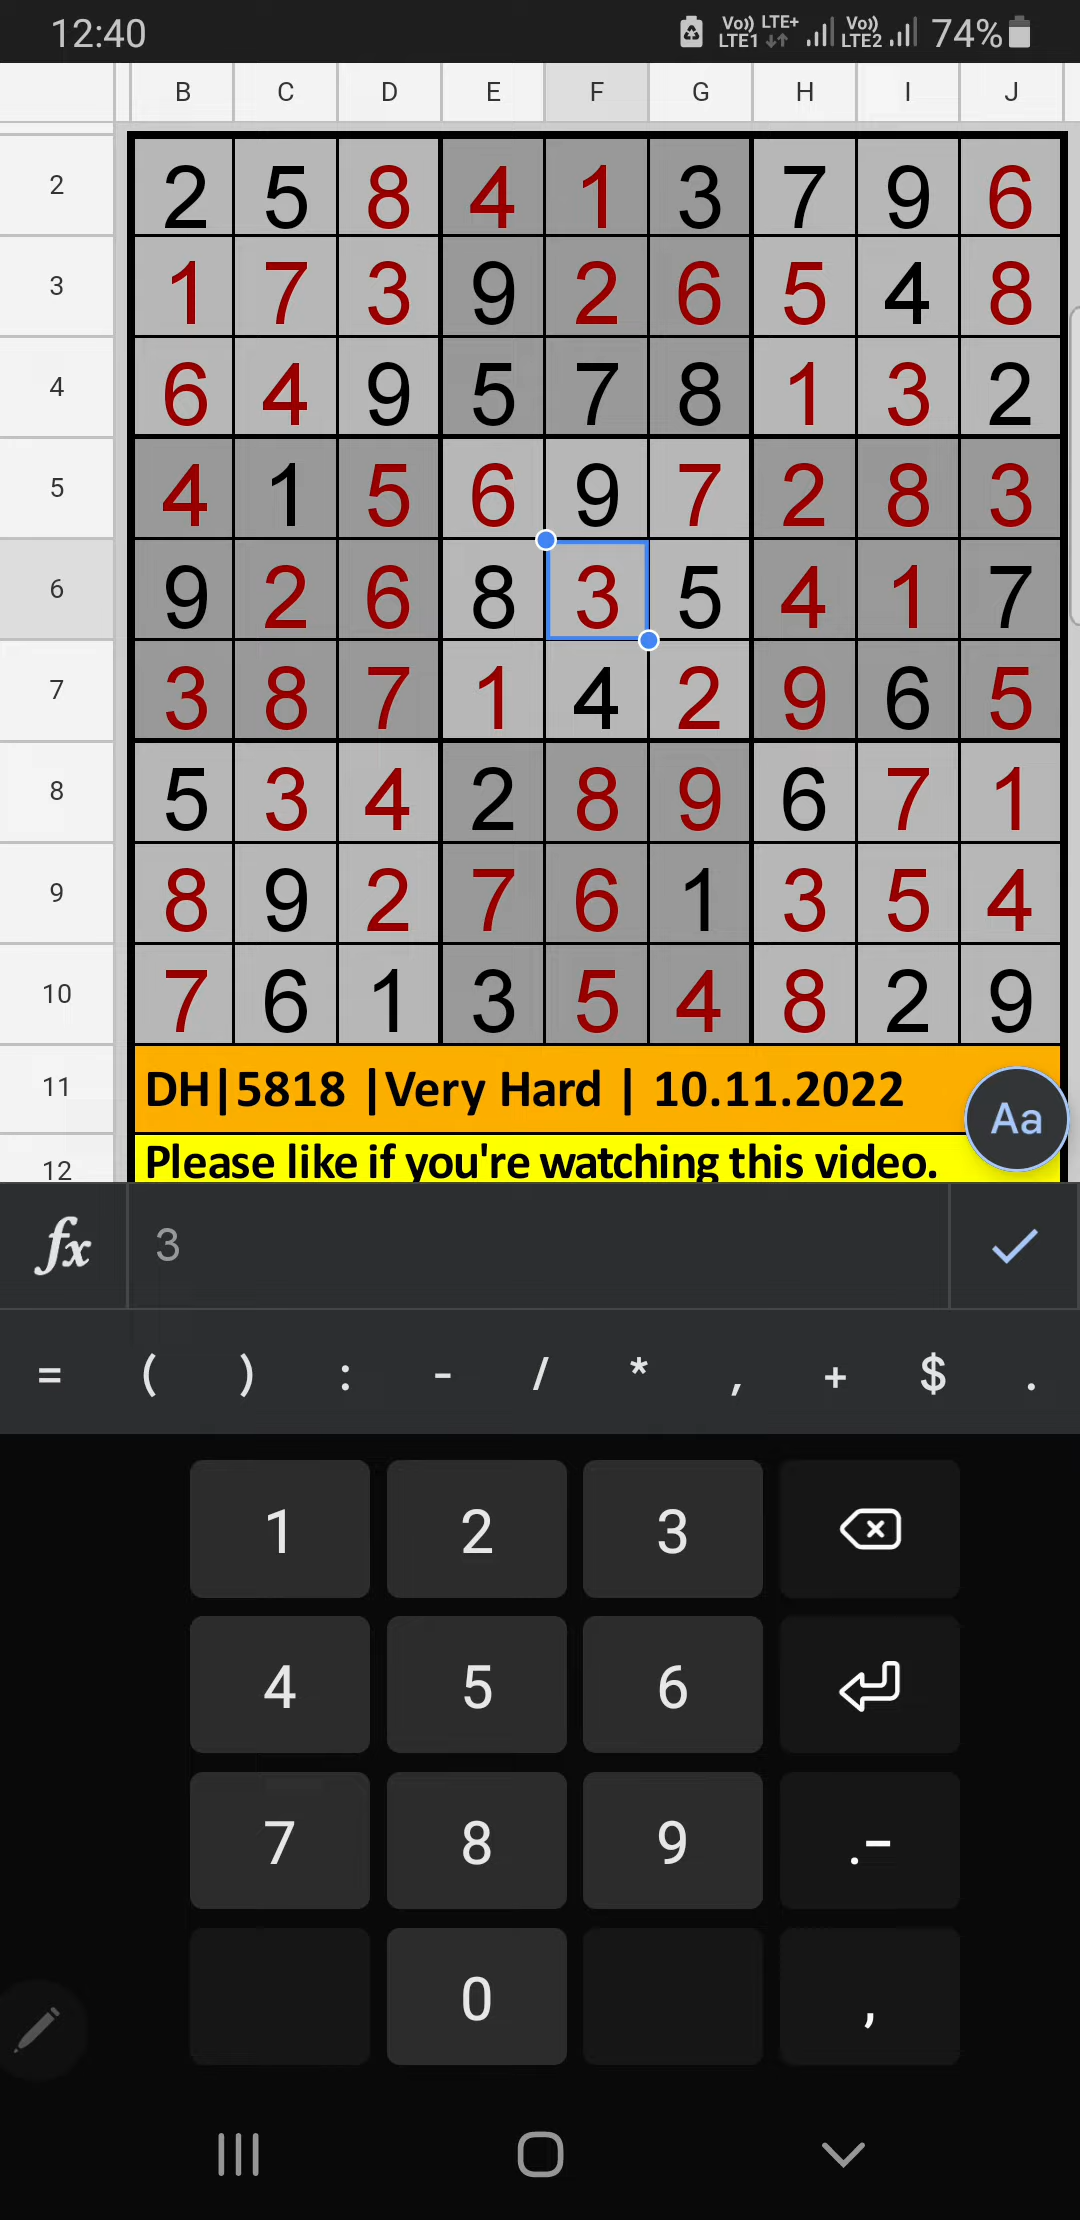 12:40 Vo)) LTE1 LTE+ Vo)) LTE2 74%
B C D E F G H I J
2 2 5 8 4 1 3 7 9 6
3 1 7 3 9 2 6 5 4 8
4 6 4 9 5 7 8 1 3 2
5 4 1 5 6 9 7 2 8 3
6 9 2 6 8 3 5 4 1 7
7 3 8 7 1 4 2 9 6 5
8 5 3 4 2 8 9 6 7 1
9 8 9 2 7 6 1 3 5 4
10 7 6 1 3 5 4 8 2 9
11 DH|5818 |Very Hard | 10.11.2022
Aa
12 Please like if you're watching this video.
fx 3
= ( ) : - / * , + $ .
1 2 3
4 5 6
7 8 9 .-
0 ,